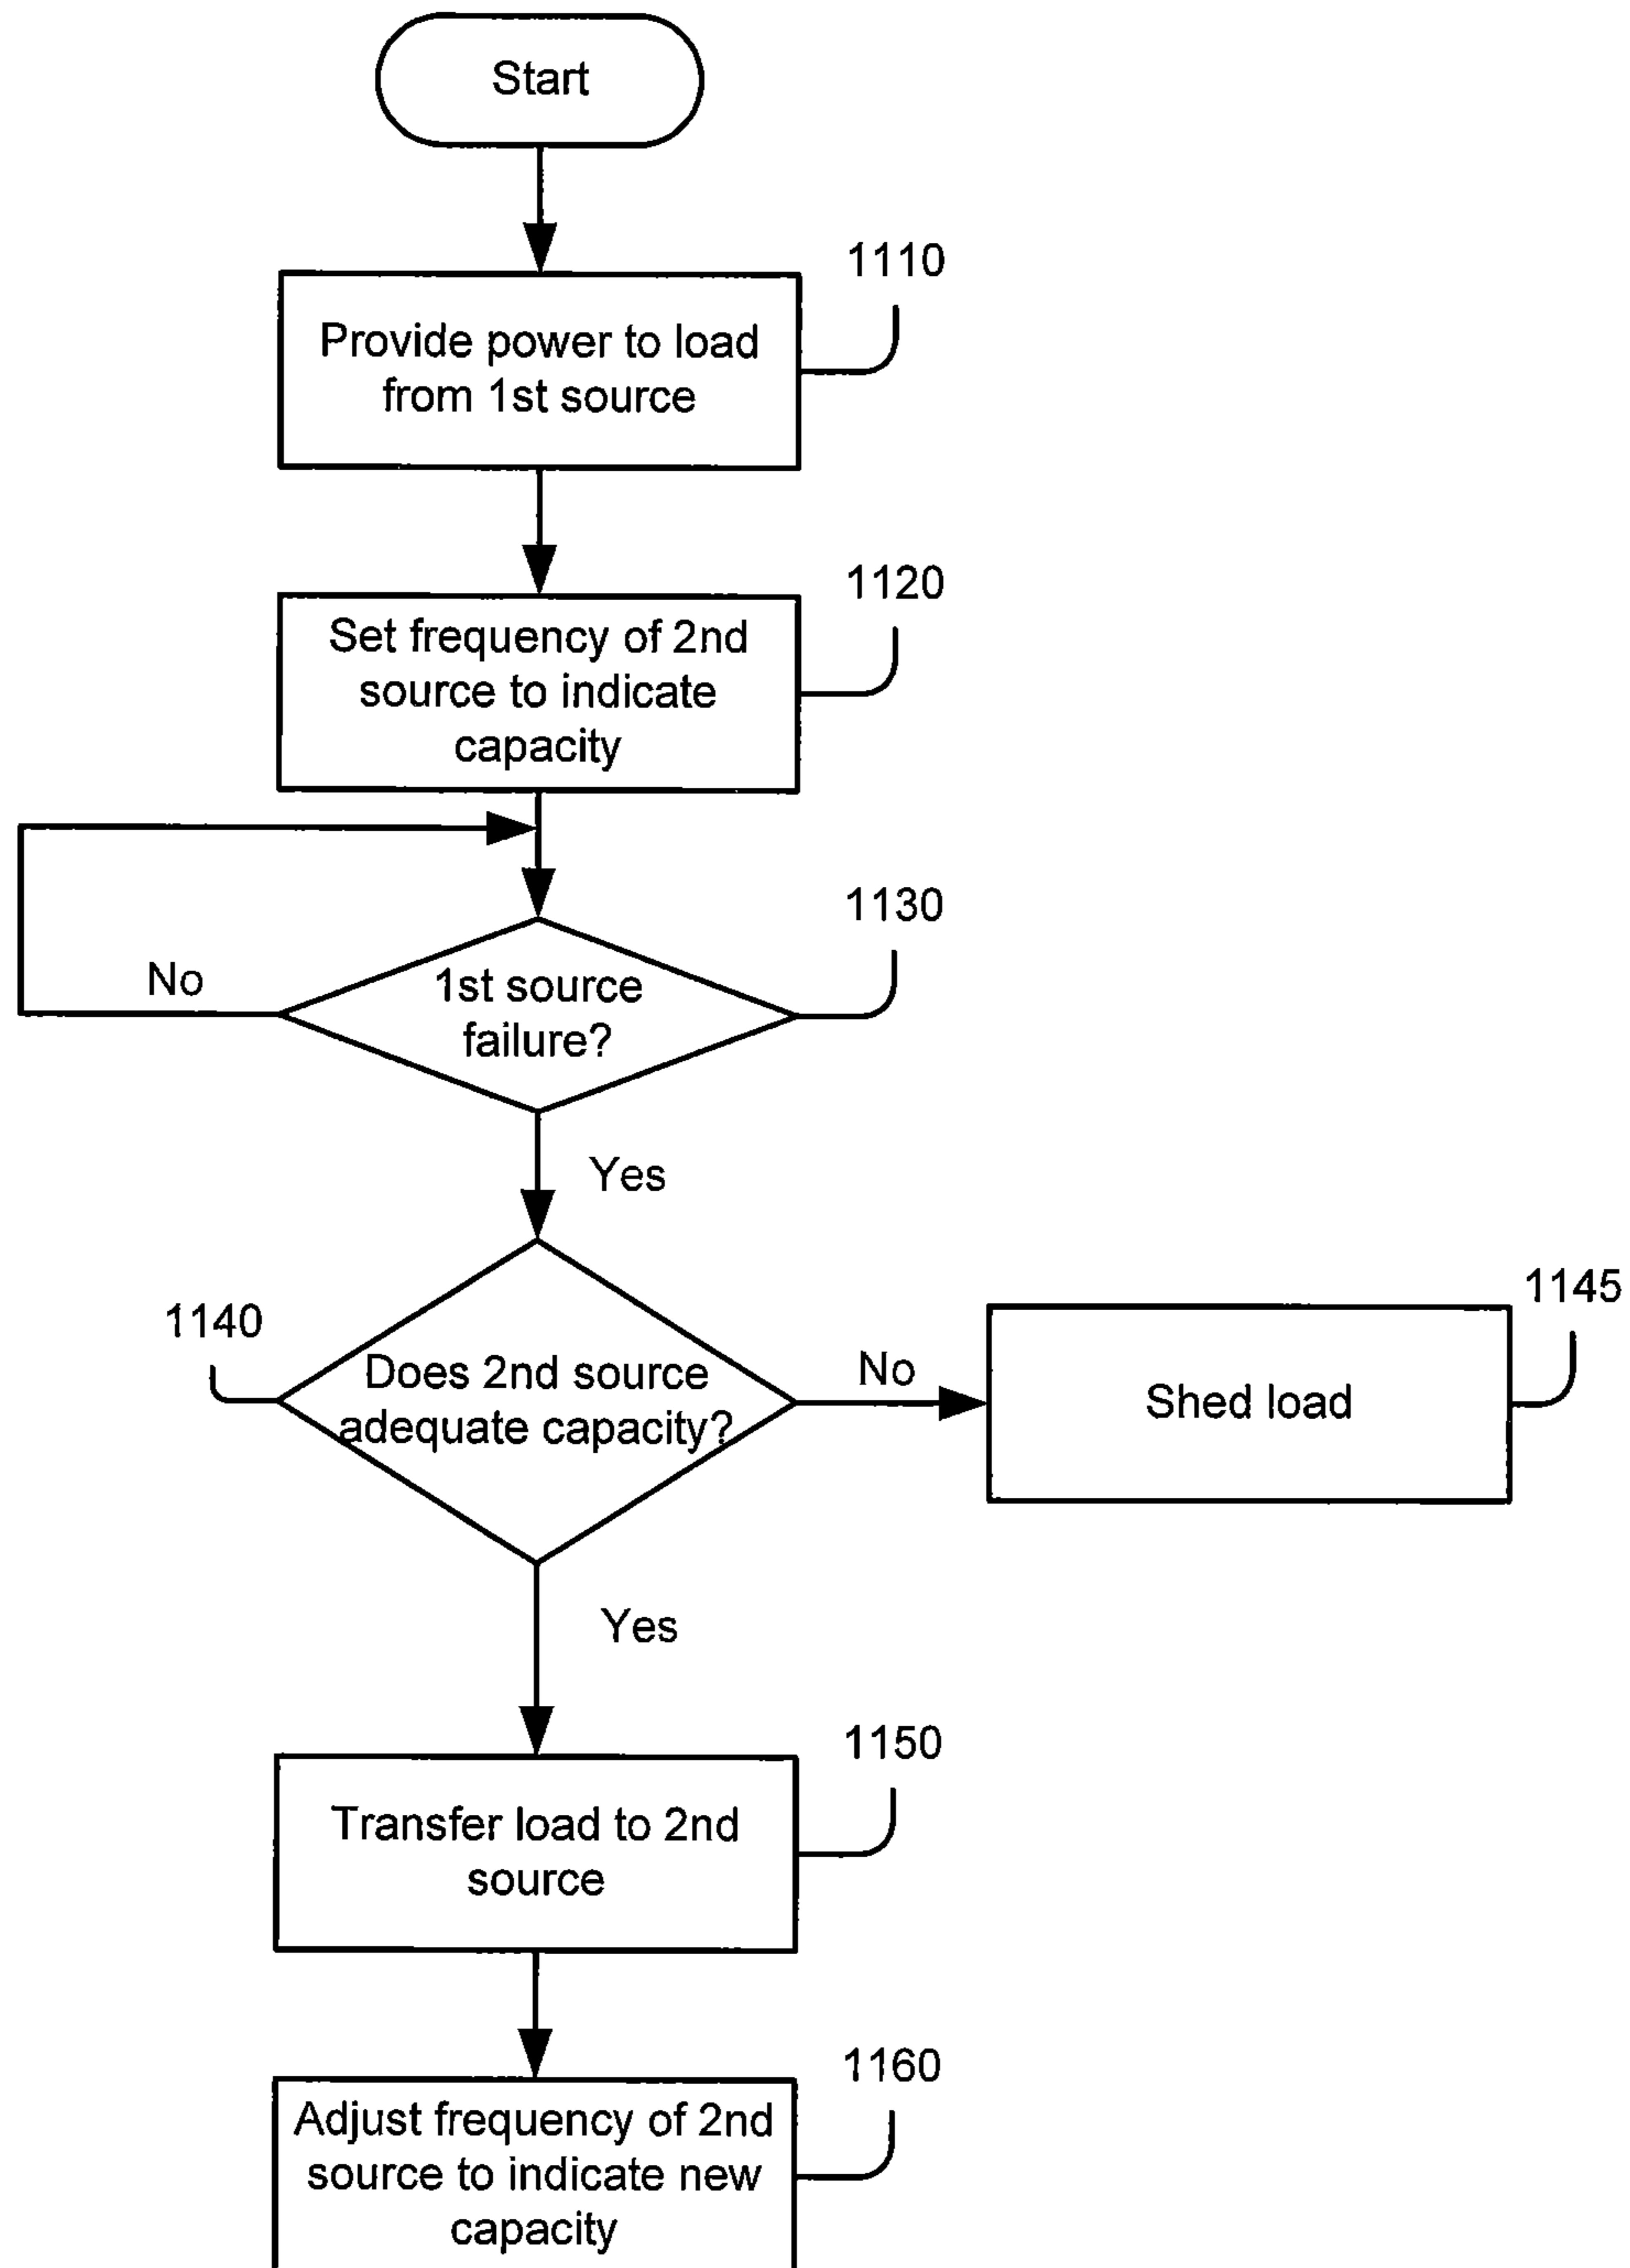 Start
1110
Provide power to load
from 1st source
1120
Set frequency of 2nd
source to indicate
capacity
1130
No
1st source
failure?
Yes
1145
1140
Does 2nd source
adequate capacity?
No
Shed load
Yes
1150
Transfer load to 2nd
source
1160
Adjust frequency of 2nd
source to indicate new
capacity